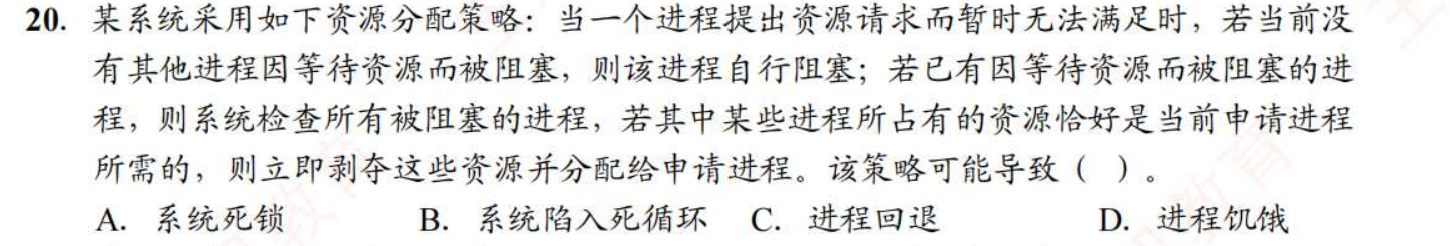 20. 某系统采用如下资源分配策略：当一个进程提出资源请求而暂时无法满足时，若当前没
有其他进程因等待资源而被阻塞，则该进程自行阻塞；若已有因等待资源而被阻塞的进
程，则系统检查所有被阻塞的进程，若其中某些进程所占有的资源恰好是当前申请进程
所需的，则立即剥夺这些资源并分配给申请进程。该策略可能导致（ ）。
A. 系统死锁 B. 系统陷入死循环 C. 进程回退 D. 进程饥饿